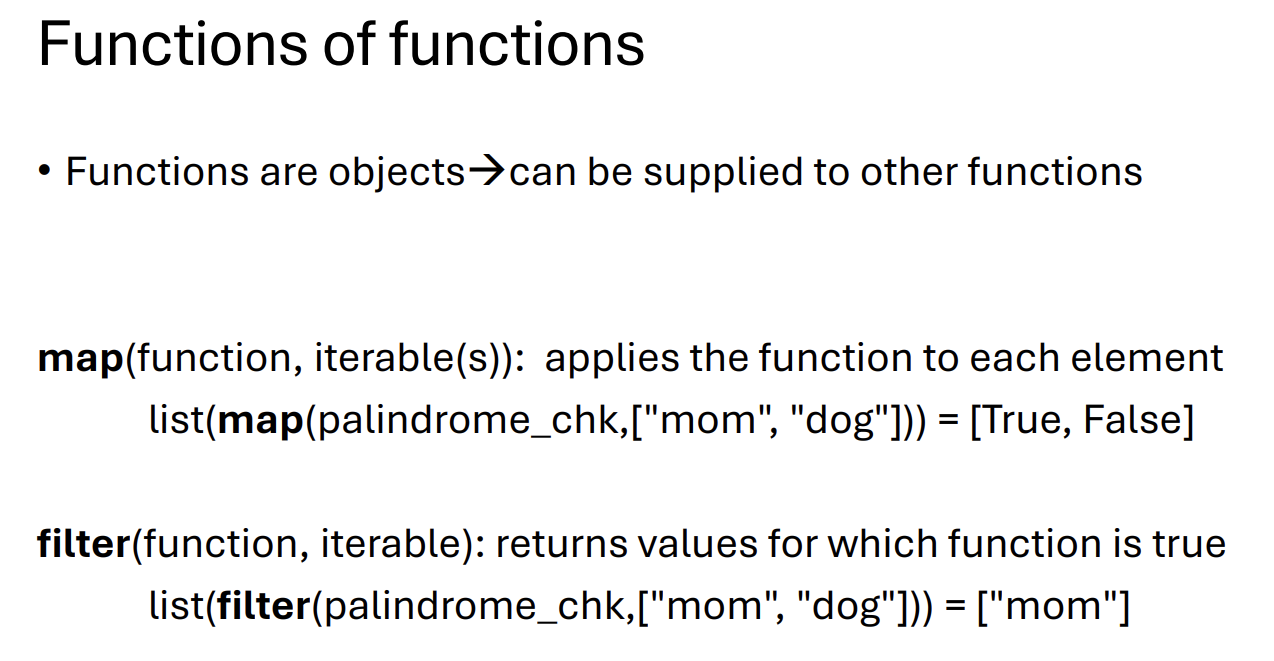 Functions of functions
• Functions are objects→can be supplied to other functions
map(function, iterable(s)):  applies the function to each element
list(map(palindrome_chk,["mom", "dog"])) = [True, False]
filter(function, iterable): returns values for which function is true
list(filter(palindrome_chk,["mom", "dog"])) = ["mom"]